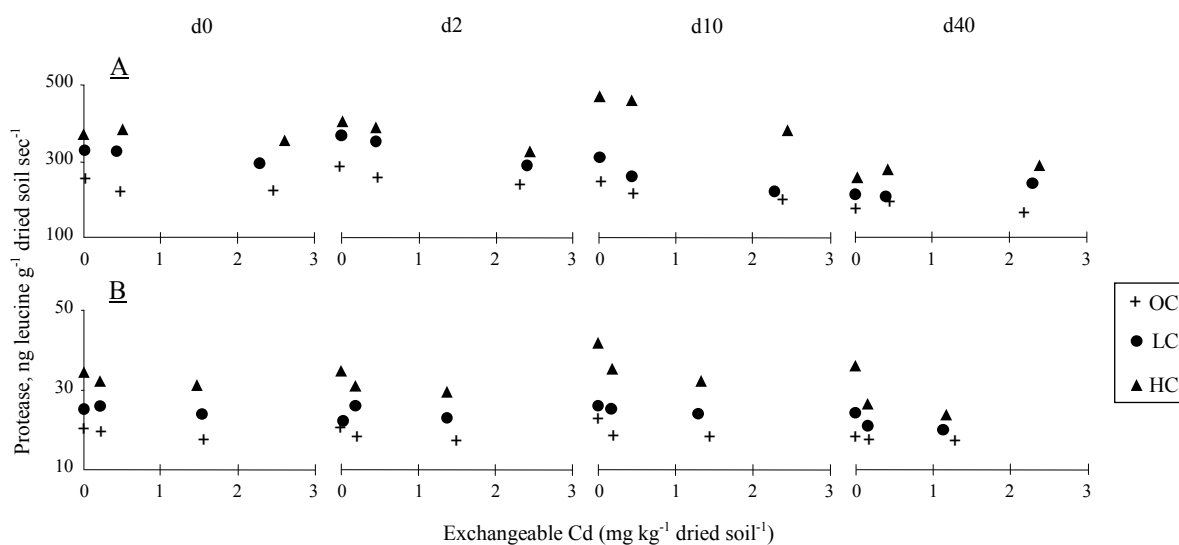 d0 d2 d10 d40
A
500
300
100
0 1 2 3 0 1 2 3 0 1 2 3 0 1 2 3
B
50
30
10
0 1 2 3 0 1 2 3 0 1 2 3 0 1 2 3
Protease, ng leucine g⁻¹ dried soil sec⁻¹
Exchangeable Cd (mg kg⁻¹ dried soil⁻¹)
OC
LC
HC